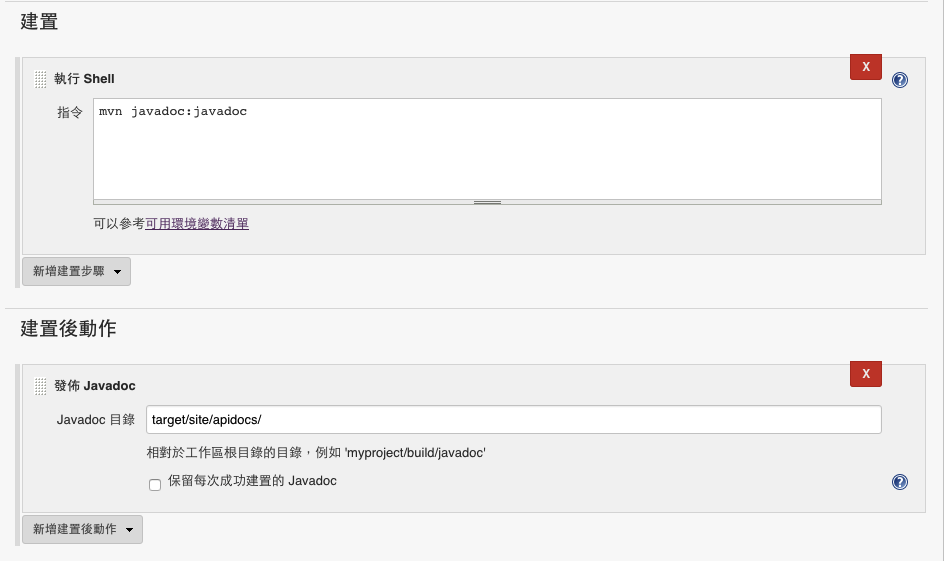 建置
執行 Shell
X
?
指令
mvn javadoc:javadoc
可以參考可用環境變數清單
新增建置步驟
建置後動作
發佈 Javadoc
X
Javadoc 目錄
target/site/apidocs/
相對於工作區根目錄的目錄，例如 'myproject/build/javadoc'
保留每次成功建置的 Javadoc
?
新增建置後動作